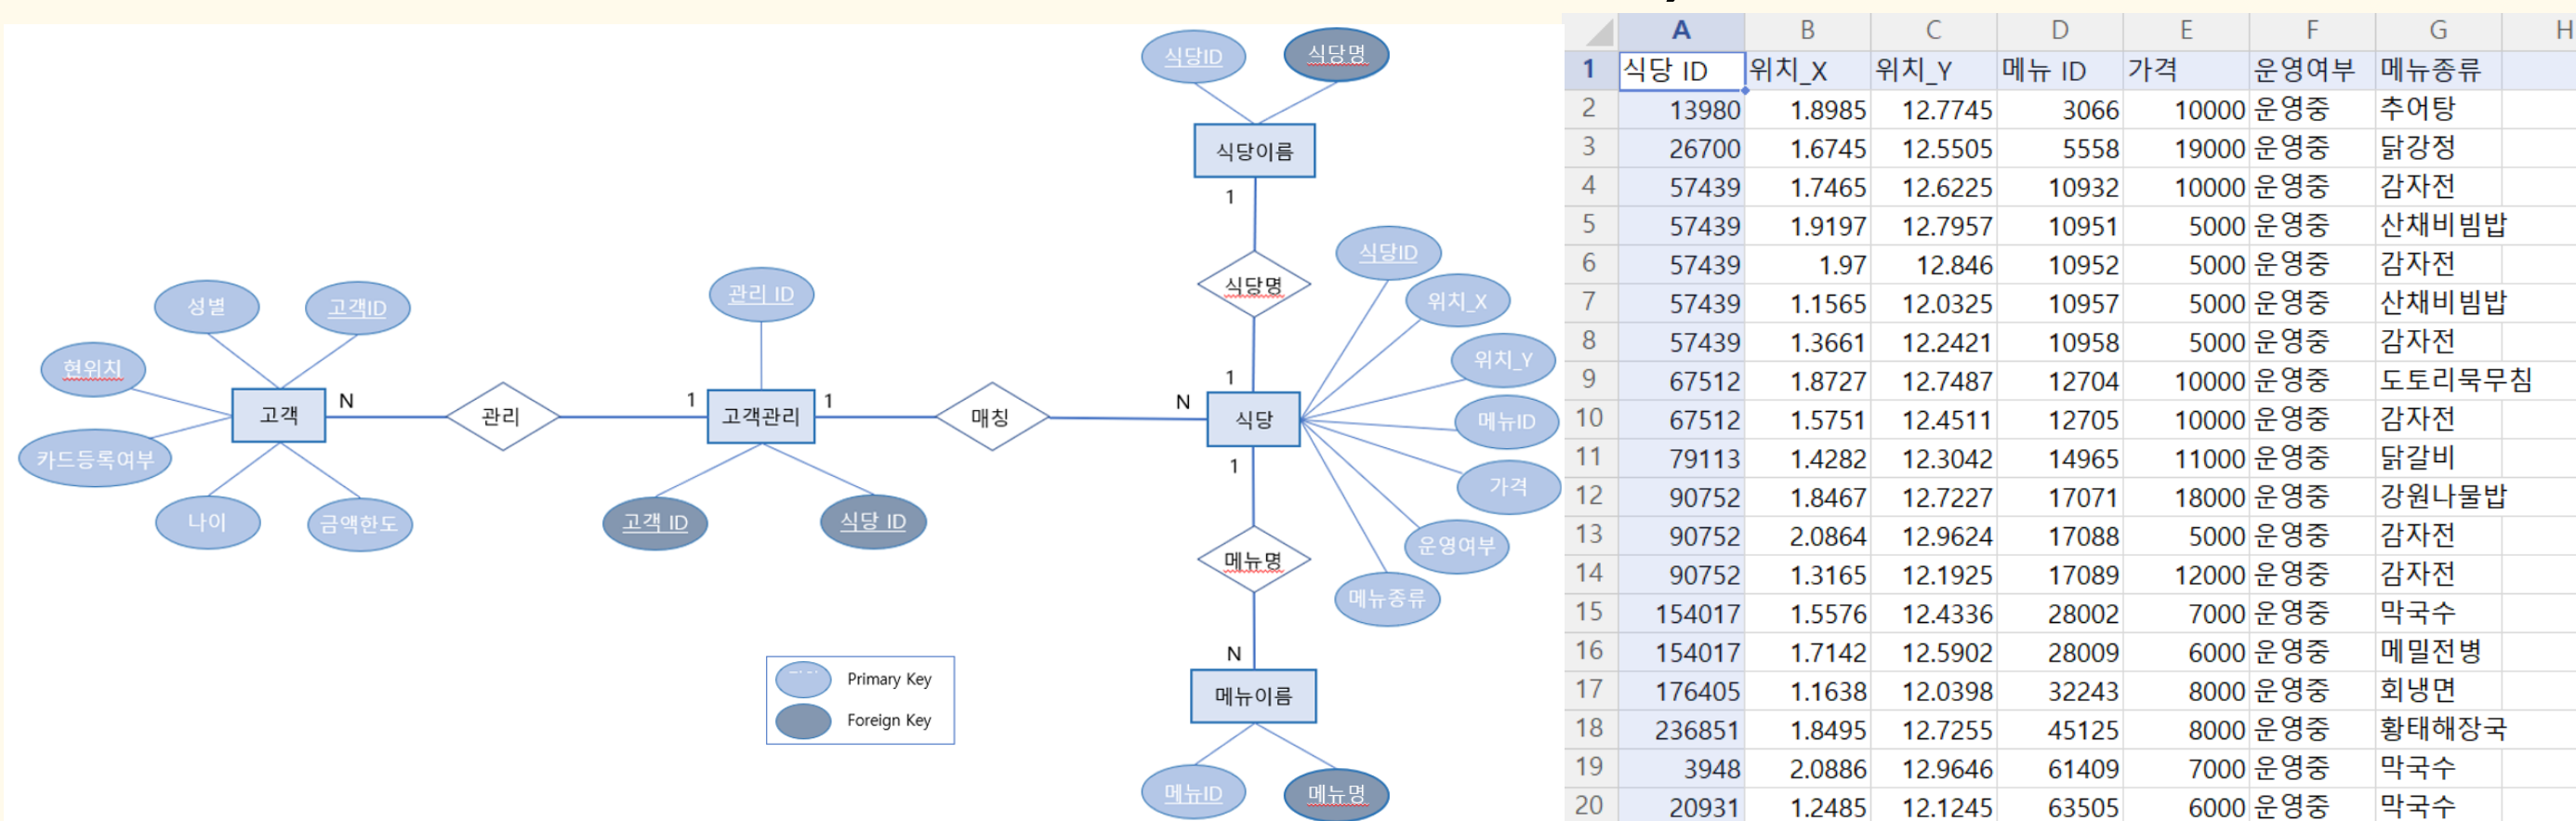 식당ID
식당명
식당이름
1
식당명
1
식당ID
위치_X
위치_Y
메뉴ID
가격
운영여부
메뉴종류
성별
고객ID
현위치
카드등록여부
나이
금액한도
고객
N
관리
1
관리 ID
고객관리
고객 ID
식당 ID
1
매칭
N
식당
1
메뉴명
N
메뉴이름
메뉴ID
메뉴명
Primary Key
Foreign Key
A B C D E F G H
1 식당 ID 위치_X 위치_Y 메뉴 ID 가격 운영여부 메뉴종류
2 13980 1.8985 12.7745 3066 10000 운영중 추어탕
3 26700 1.6745 12.5505 5558 19000 운영중 닭강정
4 57439 1.7465 12.6225 10932 10000 운영중 감자전
5 57439 1.9197 12.7957 10951 5000 운영중 산채비빔밥
6 57439 1.97 12.846 10952 5000 운영중 감자전
7 57439 1.1565 12.0325 10957 5000 운영중 산채비빔밥
8 57439 1.3661 12.2421 10958 5000 운영중 감자전
9 67512 1.8727 12.7487 12704 10000 운영중 도토리묵무침
10 67512 1.5751 12.4511 12705 10000 운영중 감자전
11 79113 1.4282 12.3042 14965 11000 운영중 닭갈비
12 90752 1.8467 12.7227 17071 18000 운영중 강원나물밥
13 90752 2.0864 12.9624 17088 5000 운영중 감자전
14 90752 1.3165 12.1925 17089 12000 운영중 감자전
15 154017 1.5576 12.4336 28002 7000 운영중 막국수
16 154017 1.7142 12.5902 28009 6000 운영중 메밀전병
17 176405 1.1638 12.0398 32243 8000 운영중 회냉면
18 236851 1.8495 12.7255 45125 8000 운영중 황태해장국
19 3948 2.0886 12.9646 61409 7000 운영중 막국수
20 20931 1.2485 12.1245 63505 6000 운영중 막국수